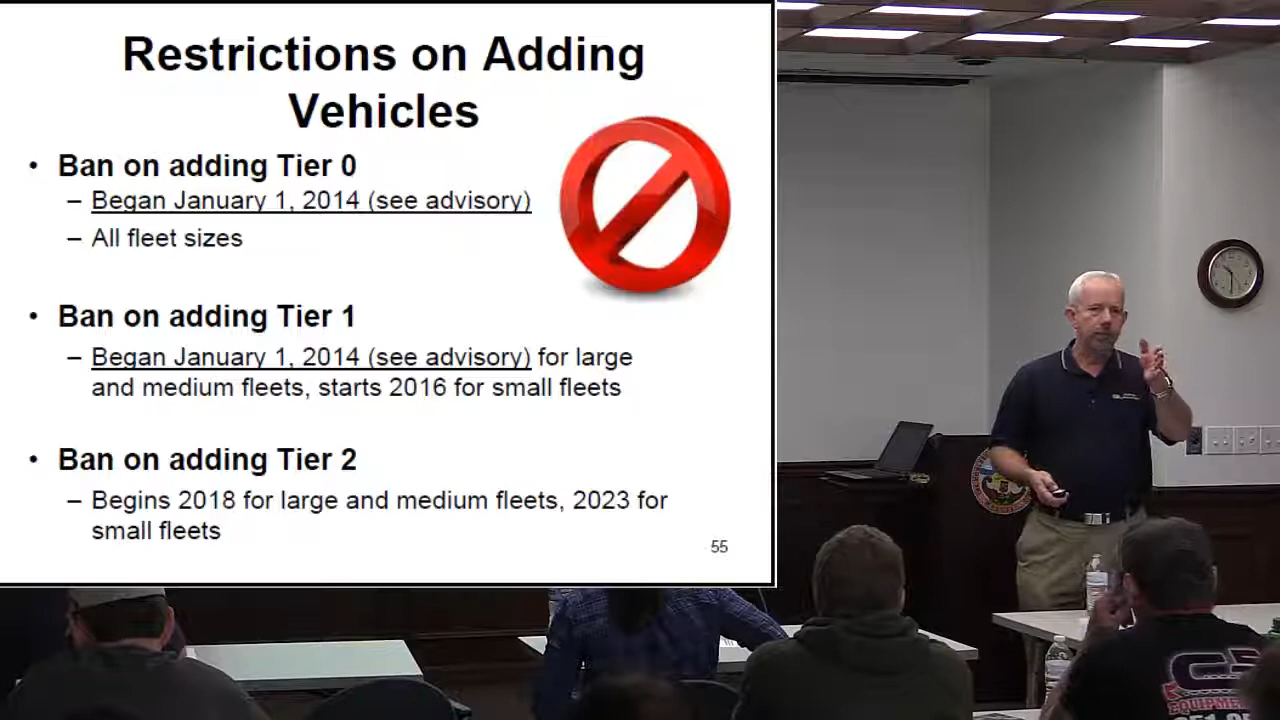 Restrictions on Adding
Vehicles
• Ban on adding Tier 0
– Began January 1, 2014 (see advisory)
– All fleet sizes
• Ban on adding Tier 1
– Began January 1, 2014 (see advisory) for large
and medium fleets, starts 2016 for small fleets
• Ban on adding Tier 2
– Begins 2018 for large and medium fleets, 2023 for
small fleets
55
EQUIPMENT